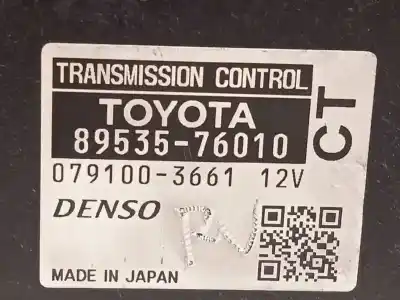 TRANSMISSION CONTROL
TOYOTA
89535-76010
CT
079100-3661 12V
DENSO
MADE IN JAPAN